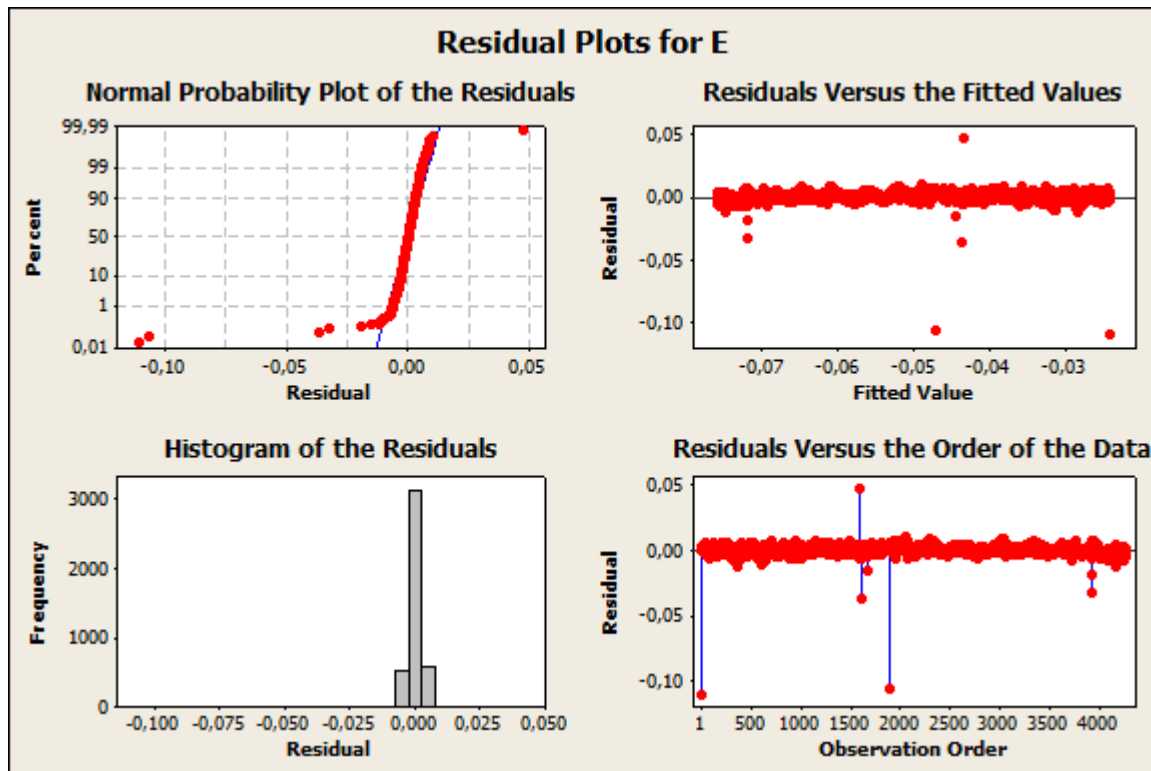 Residual Plots for E
Normal Probability Plot of the Residuals
99,99
99
90
50
10
1
0,01
Percent
-0,10 -0,05 0,00 0,05
Residual
Residuals Versus the Fitted Values
0,05
0,00
-0,05
-0,10
Residual
-0,07 -0,06 -0,05 -0,04 -0,03
Fitted Value
Histogram of the Residuals
3000
2000
1000
0
Frequency
-0,100 -0,075 -0,050 -0,025 0,000 0,025 0,050
Residual
Residuals Versus the Order of the Data
0,05
0,00
-0,05
-0,10
Residual
1 500 1000 1500 2000 2500 3000 3500 4000
Observation Order